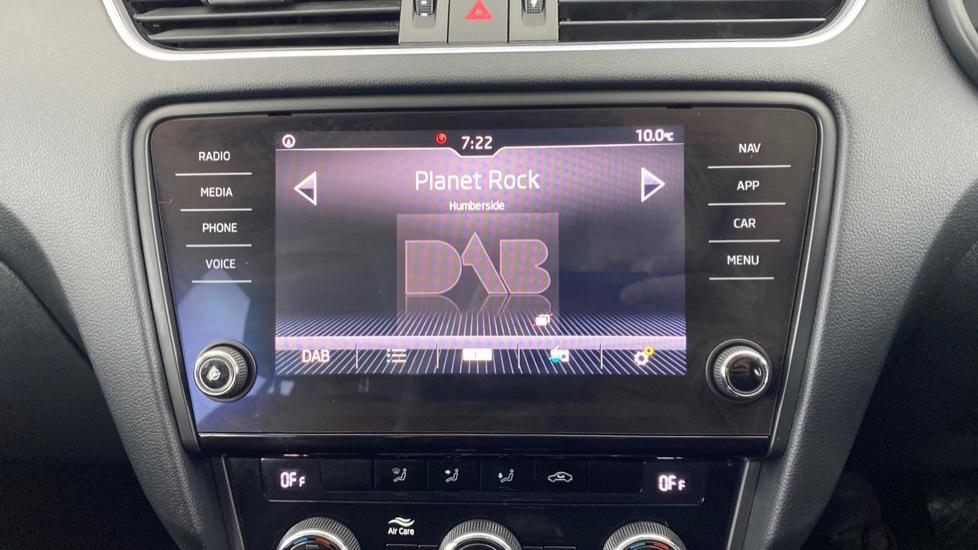 7:22
10.0°C
RADIO
MEDIA
PHONE
VOICE
Planet Rock
Humberside
DAB
DAB
NAV
APP
CAR
MENU
OFF
Air Care
OFF